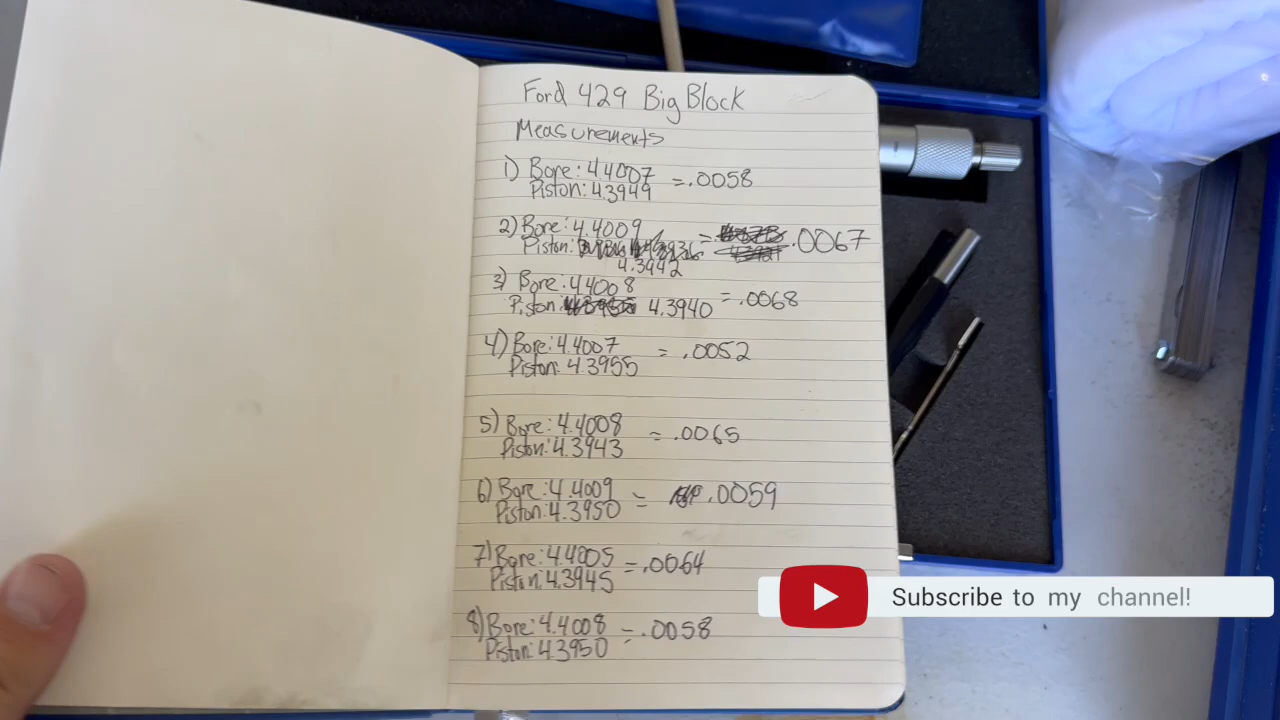 Ford 429 Big Block
Measurements
1) Bore: 4.4007 = .0058
Piston: 4.3949
2) Bore: 4.4009 = .0067
Piston:
4.3942
3) Bore: 4.4008 = .0068
Piston: 4.3940
4) Bore: 4.4007 = .0052
Piston: 4.3955
5) Bore: 4.4008 = .0065
Piston: 4.3943
6) Bore: 4.4009 = .0059
Piston: 4.3950
7) Bore: 4.4005 = .0064
Piston: 4.3945
8) Bore: 4.4008 = .0058
Piston: 4.3950
Subscribe to my channel!